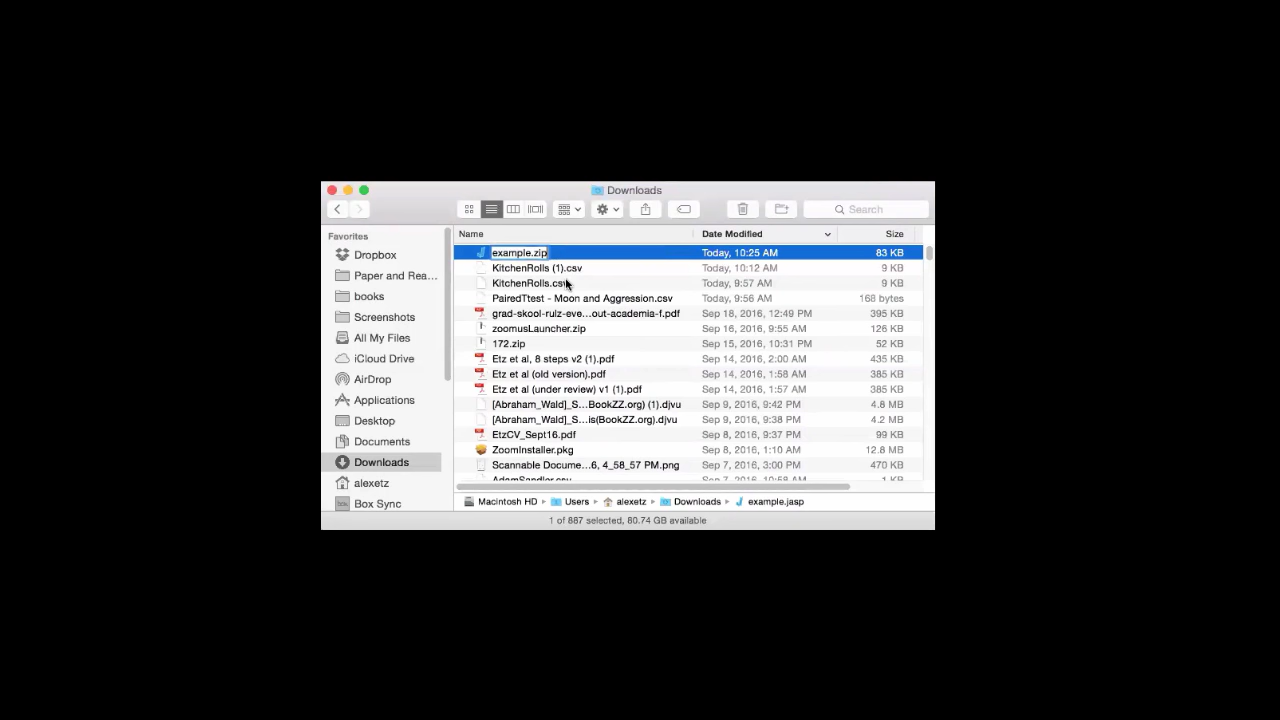 Downloads
Search
Favorites
Dropbox
Paper and Rea...
books
Screenshots
All My Files
iCloud Drive
AirDrop
Applications
Desktop
Documents
Downloads
alexetz
Box Sync
Name Date Modified Size
example.zip Today, 10:25 AM 83 KB
KitchenRolls (1).csv Today, 10:12 AM 9 KB
KitchenRolls.csv Today, 9:57 AM 9 KB
PairedTtest - Moon and Aggression.csv Today, 9:56 AM 168 bytes
grad-skool-rulz-eve...out-academia-f.pdf Sep 18, 2016, 12:49 PM 395 KB
zoomusLauncher.zip Sep 16, 2016, 9:55 AM 126 KB
172.zip Sep 15, 2016, 10:31 PM 52 KB
Etz et al, 8 steps v2 (1).pdf Sep 14, 2016, 2:00 AM 435 KB
Etz et al (old version).pdf Sep 14, 2016, 1:58 AM 385 KB
Etz et al (under review) v1 (1).pdf Sep 14, 2016, 1:57 AM 385 KB
[Abraham_Wald]_S...BookZZ.org) (1).djvu Sep 9, 2016, 9:42 PM 4.8 MB
[Abraham_Wald]_S...is(BookZZ.org).djvu Sep 9, 2016, 9:38 PM 4.2 MB
EtzCV_Sept16.pdf Sep 8, 2016, 9:37 PM 99 KB
ZoomInstaller.pkg Sep 8, 2016, 1:10 AM 12.8 MB
Scannable Docume...6, 4_58_57 PM.png Sep 7, 2016, 3:00 PM 470 KB
AdamSandler.csv Sep 7, 2016, 10:58 AM 1 KB
Macintosh HD Users alexetz Downloads example.jasp
1 of 887 selected, 80.74 GB available